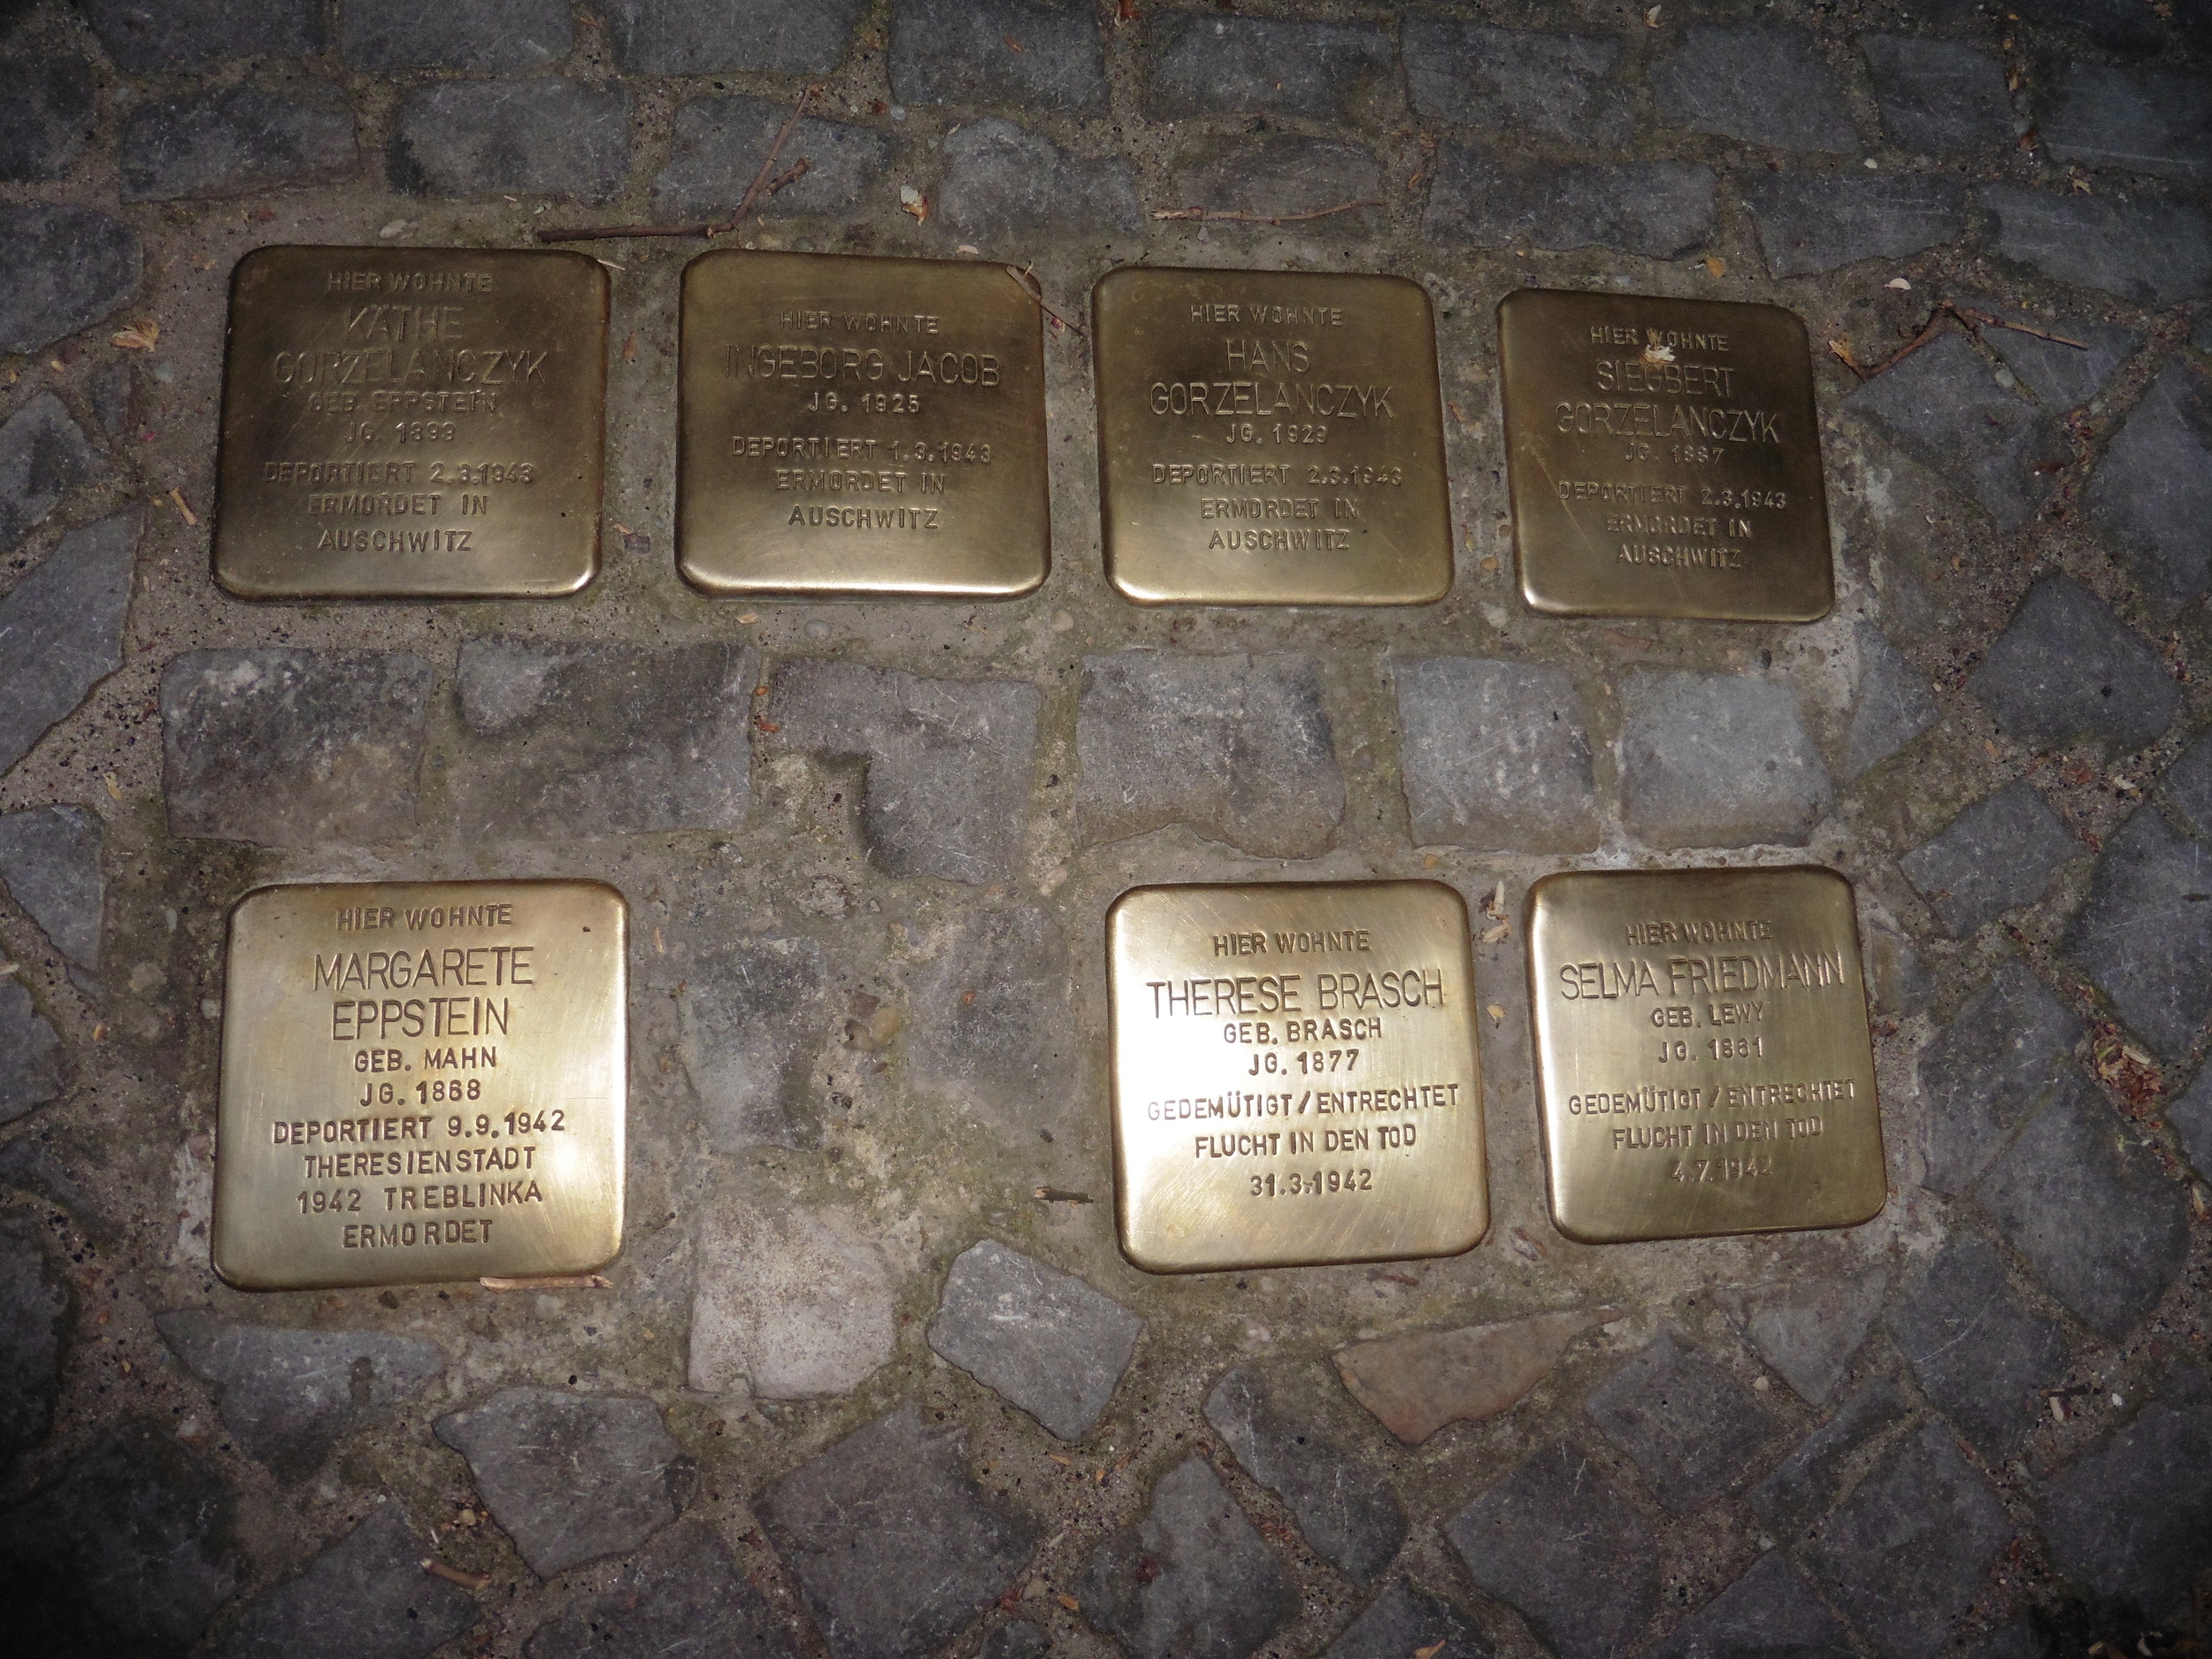 HIER WOHNTE
KÄTHE
GORZELANCZYK
GEB. EPPSTEIN
JG. 1899
DEPORTIERT 2.3.1943
ERMORDET IN
AUSCHWITZ
HIER WOHNTE
INGEBORG JACOB
JG. 1925
DEPORTIERT 1.3.1943
ERMORDET IN
AUSCHWITZ
HIER WOHNTE
HANS
GORZELANCZYK
JG. 1929
DEPORTIERT 2.3.1943
ERMORDET IN
AUSCHWITZ
HIER WOHNTE
SIEGBERT
GORZELANCZYK
JG. 1887
DEPORTIERT 2.3.1943
ERMORDET IN
AUSCHWITZ
HIER WOHNTE
MARGARETE
EPPSTEIN
GEB. MAHN
JG. 1868
DEPORTIERT 9.9.1942
THERESIENSTADT
1942 TREBLINKA
ERMORDET
HIER WOHNTE
THERESE BRASCH
GEB. BRASCH
JG. 1877
GEDEMÜTIGT / ENTRECHTET
FLUCHT IN DEN TOD
31.3.1942
HIER WOHNTE
SELMA FRIEDMANN
GEB. LEWY
JG. 1881
GEDEMÜTIGT / ENTRECHTET
FLUCHT IN DEN TOD
4.7.1942